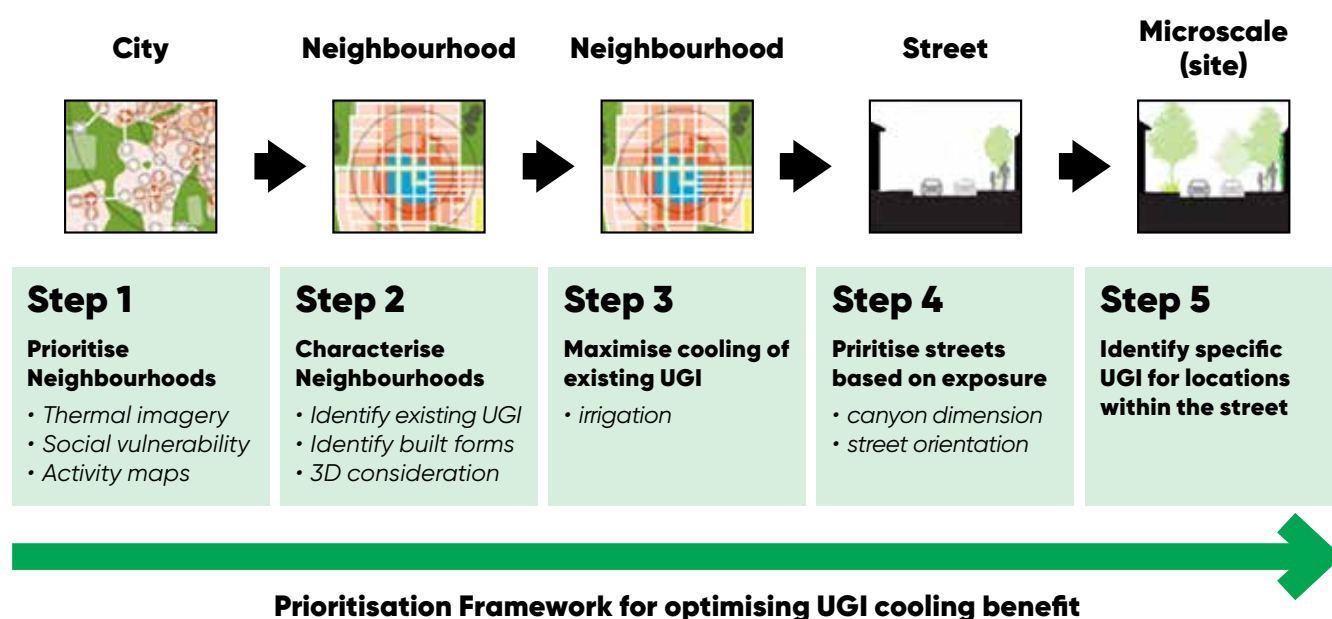 City
Neighbourhood
Neighbourhood
Street
Microscale
(site)
Step 1
Prioritise
Neighbourhoods
• Thermal imagery
• Social vulnerability
• Activity maps
Step 2
Characterise
Neighbourhoods
• Identify existing UGI
• Identify built forms
• 3D consideration
Step 3
Maximise cooling of
existing UGI
• irrigation
Step 4
Priritise streets
based on exposure
• canyon dimension
• street orientation
Step 5
Identify specific
UGI for locations
within the street
Prioritisation Framework for optimising UGI cooling benefit